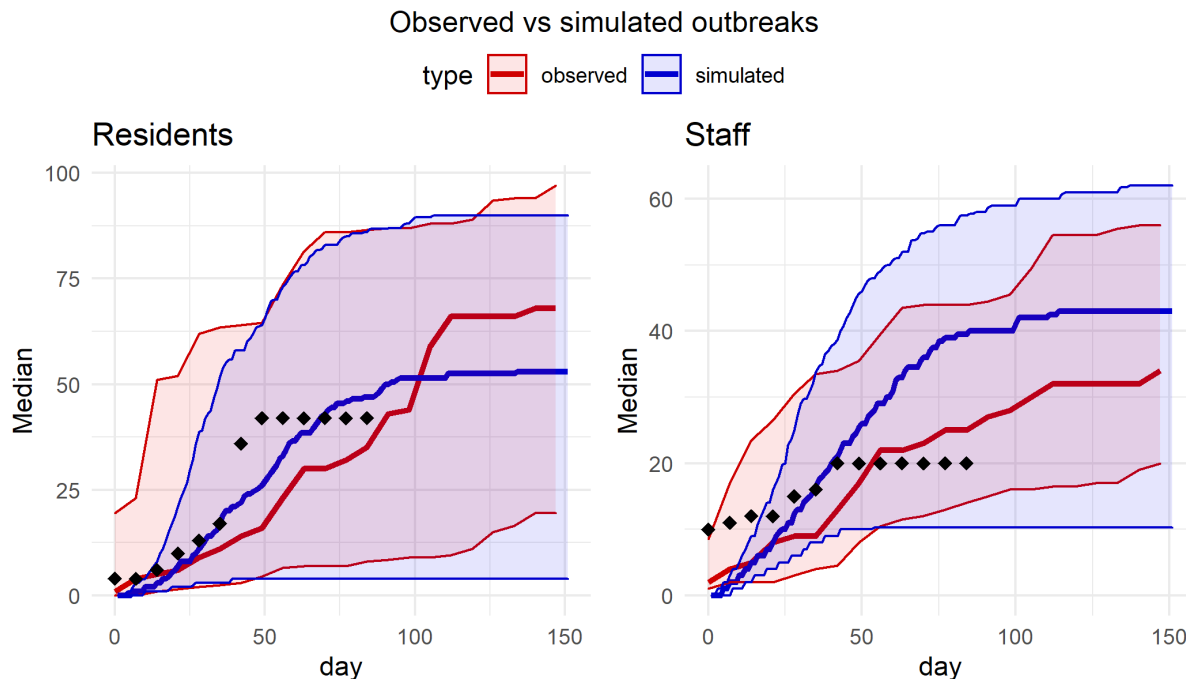 Observed vs simulated outbreaks
type observed simulated
Residents
Staff
100
75
50
25
0
Median
0 50 100 150
day
60
40
20
0
Median
0 50 100 150
day